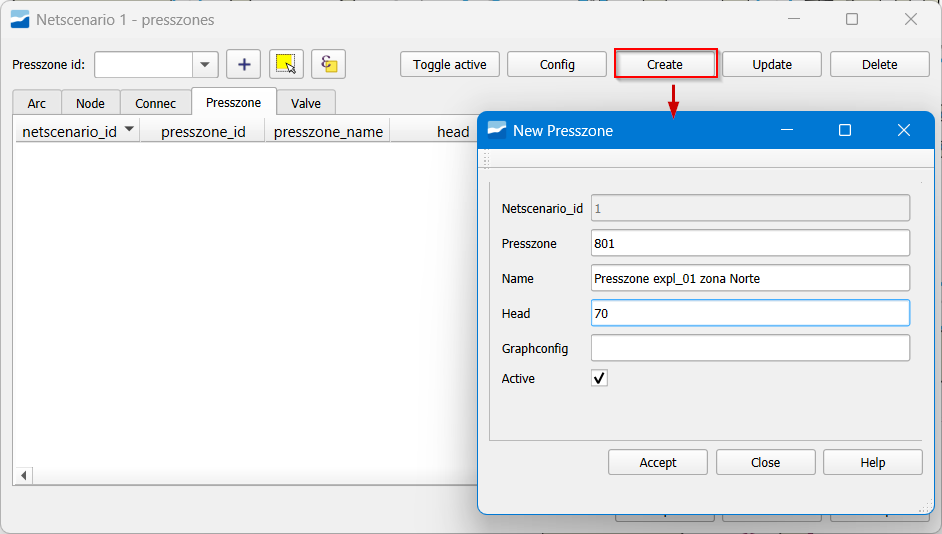 Netscenario 1 - presszones
Presszone id:
Toggle active
Config
Create
Update
Delete
Arc
Node
Connec
Presszone
Valve
netscenario_id
presszone_id
presszone_name
head
New Presszone
Netscenario_id
1
Presszone
801
Name
Presszone expl_01 zona Norte
Head
70
Graphconfig
Active
Accept
Close
Help